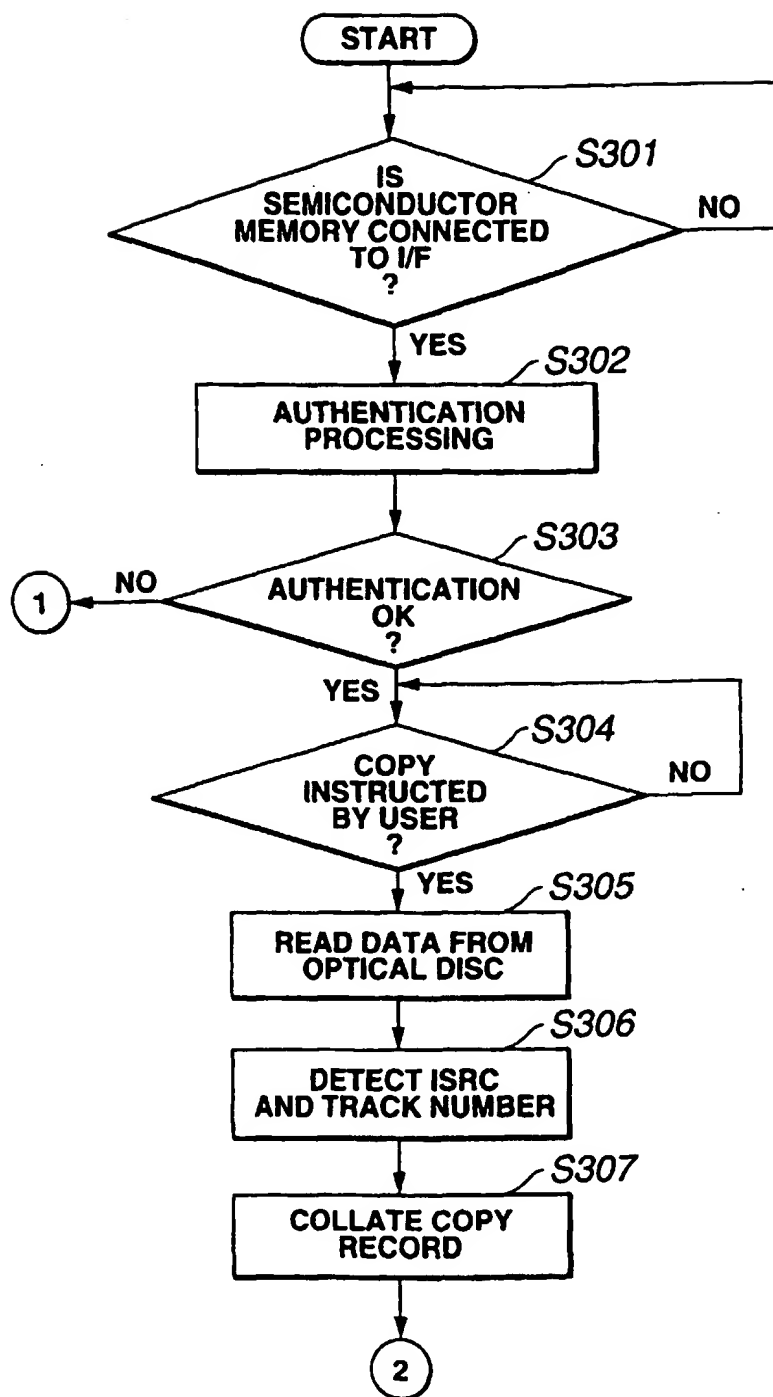 START
S301
IS
SEMICONDUCTOR
MEMORY CONNECTED
TO I/F
?
NO
YES
S302
AUTHENTICATION
PROCESSING
S303
NO
1
AUTHENTICATION
OK
?
YES
S304
COPY
INSTRUCTED
BY USER
?
NO
YES
S305
READ DATA FROM
OPTICAL DISC
S306
DETECT ISRC
AND TRACK NUMBER
S307
COLLATE COPY
RECORD
2